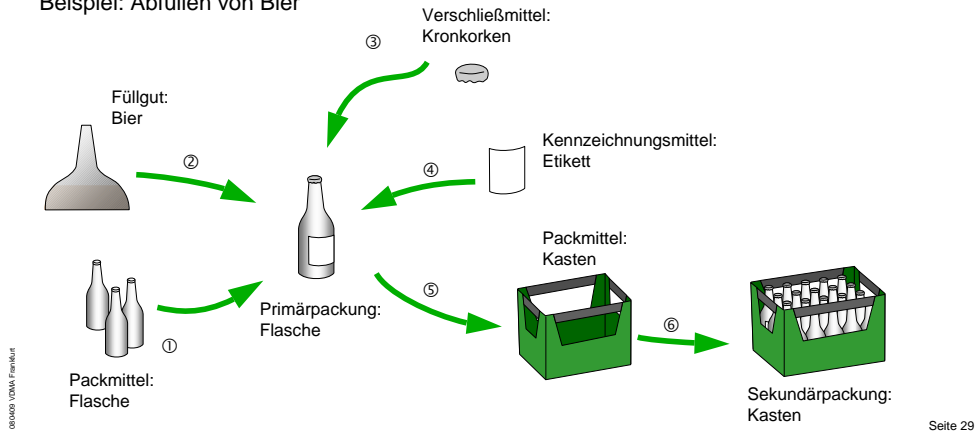 Beispiel: Abfüllen von Bier
Verschließmittel:
Kronkorken
③
Füllgut:
Bier
②
Kennzeichnungsmittel:
Etikett
④
Packmittel:
Kasten
Primärpackung:
Flasche
⑤
⑥
①
Packmittel:
Flasche
Sekundärpackung:
Kasten
080409 VDMA Frankfurt
Seite 29